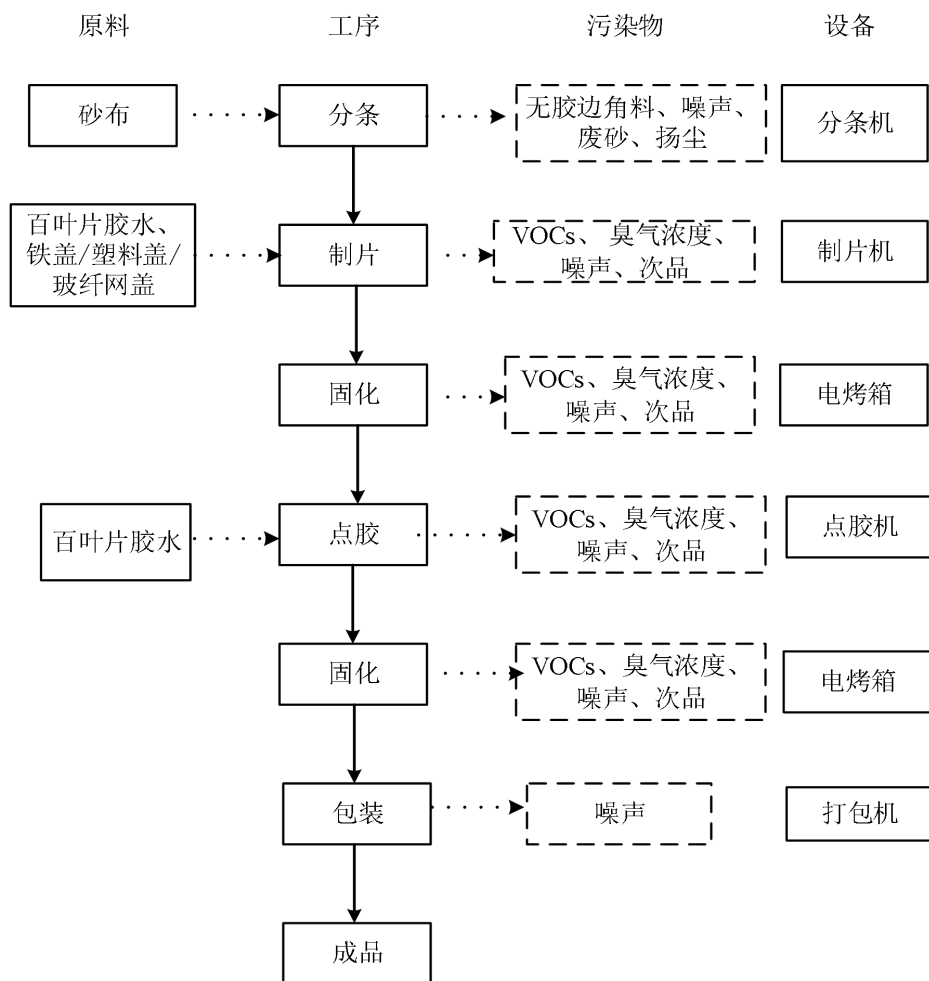 原料
工序
污染物
设备
砂布
分条
无胶边角料、噪声、
废砂、扬尘
分条机
百叶片胶水、
铁盖/塑料盖/
玻纤网盖
制片
VOCs、 臭气浓度、
噪声、次品
制片机
固化
VOCs、臭气浓度、
噪声、次品
电烤箱
百叶片胶水
点胶
VOCs、臭气浓度、
噪声、次品
点胶机
固化
VOCs、臭气浓度、
噪声、次品
电烤箱
包装
噪声
打包机
成品